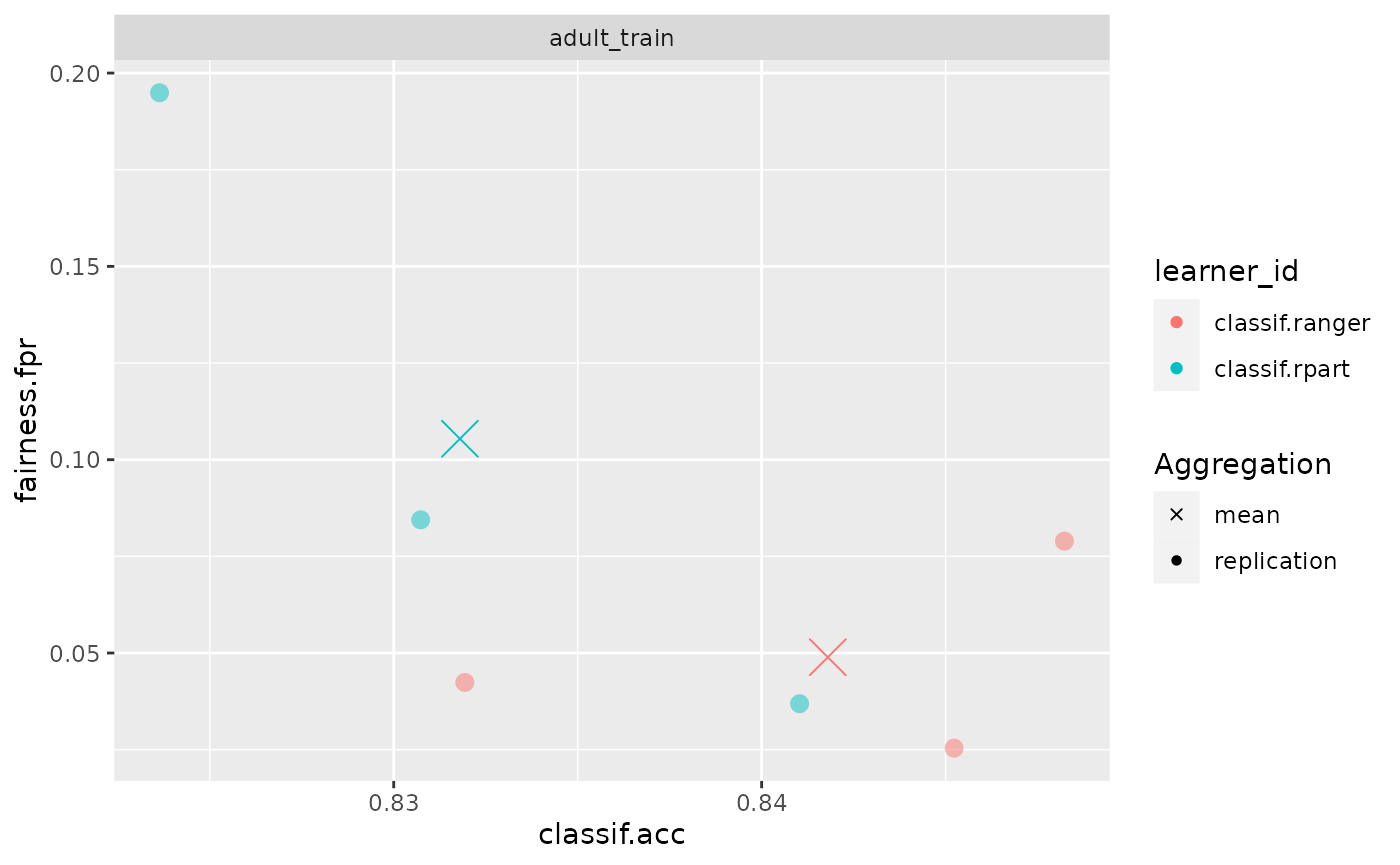 adult_train
0.20
0.15
0.10
0.05
fairness.fpr
0.83
0.84
classif.acc
learner_id
classif.ranger
classif.rpart
Aggregation
mean
replication